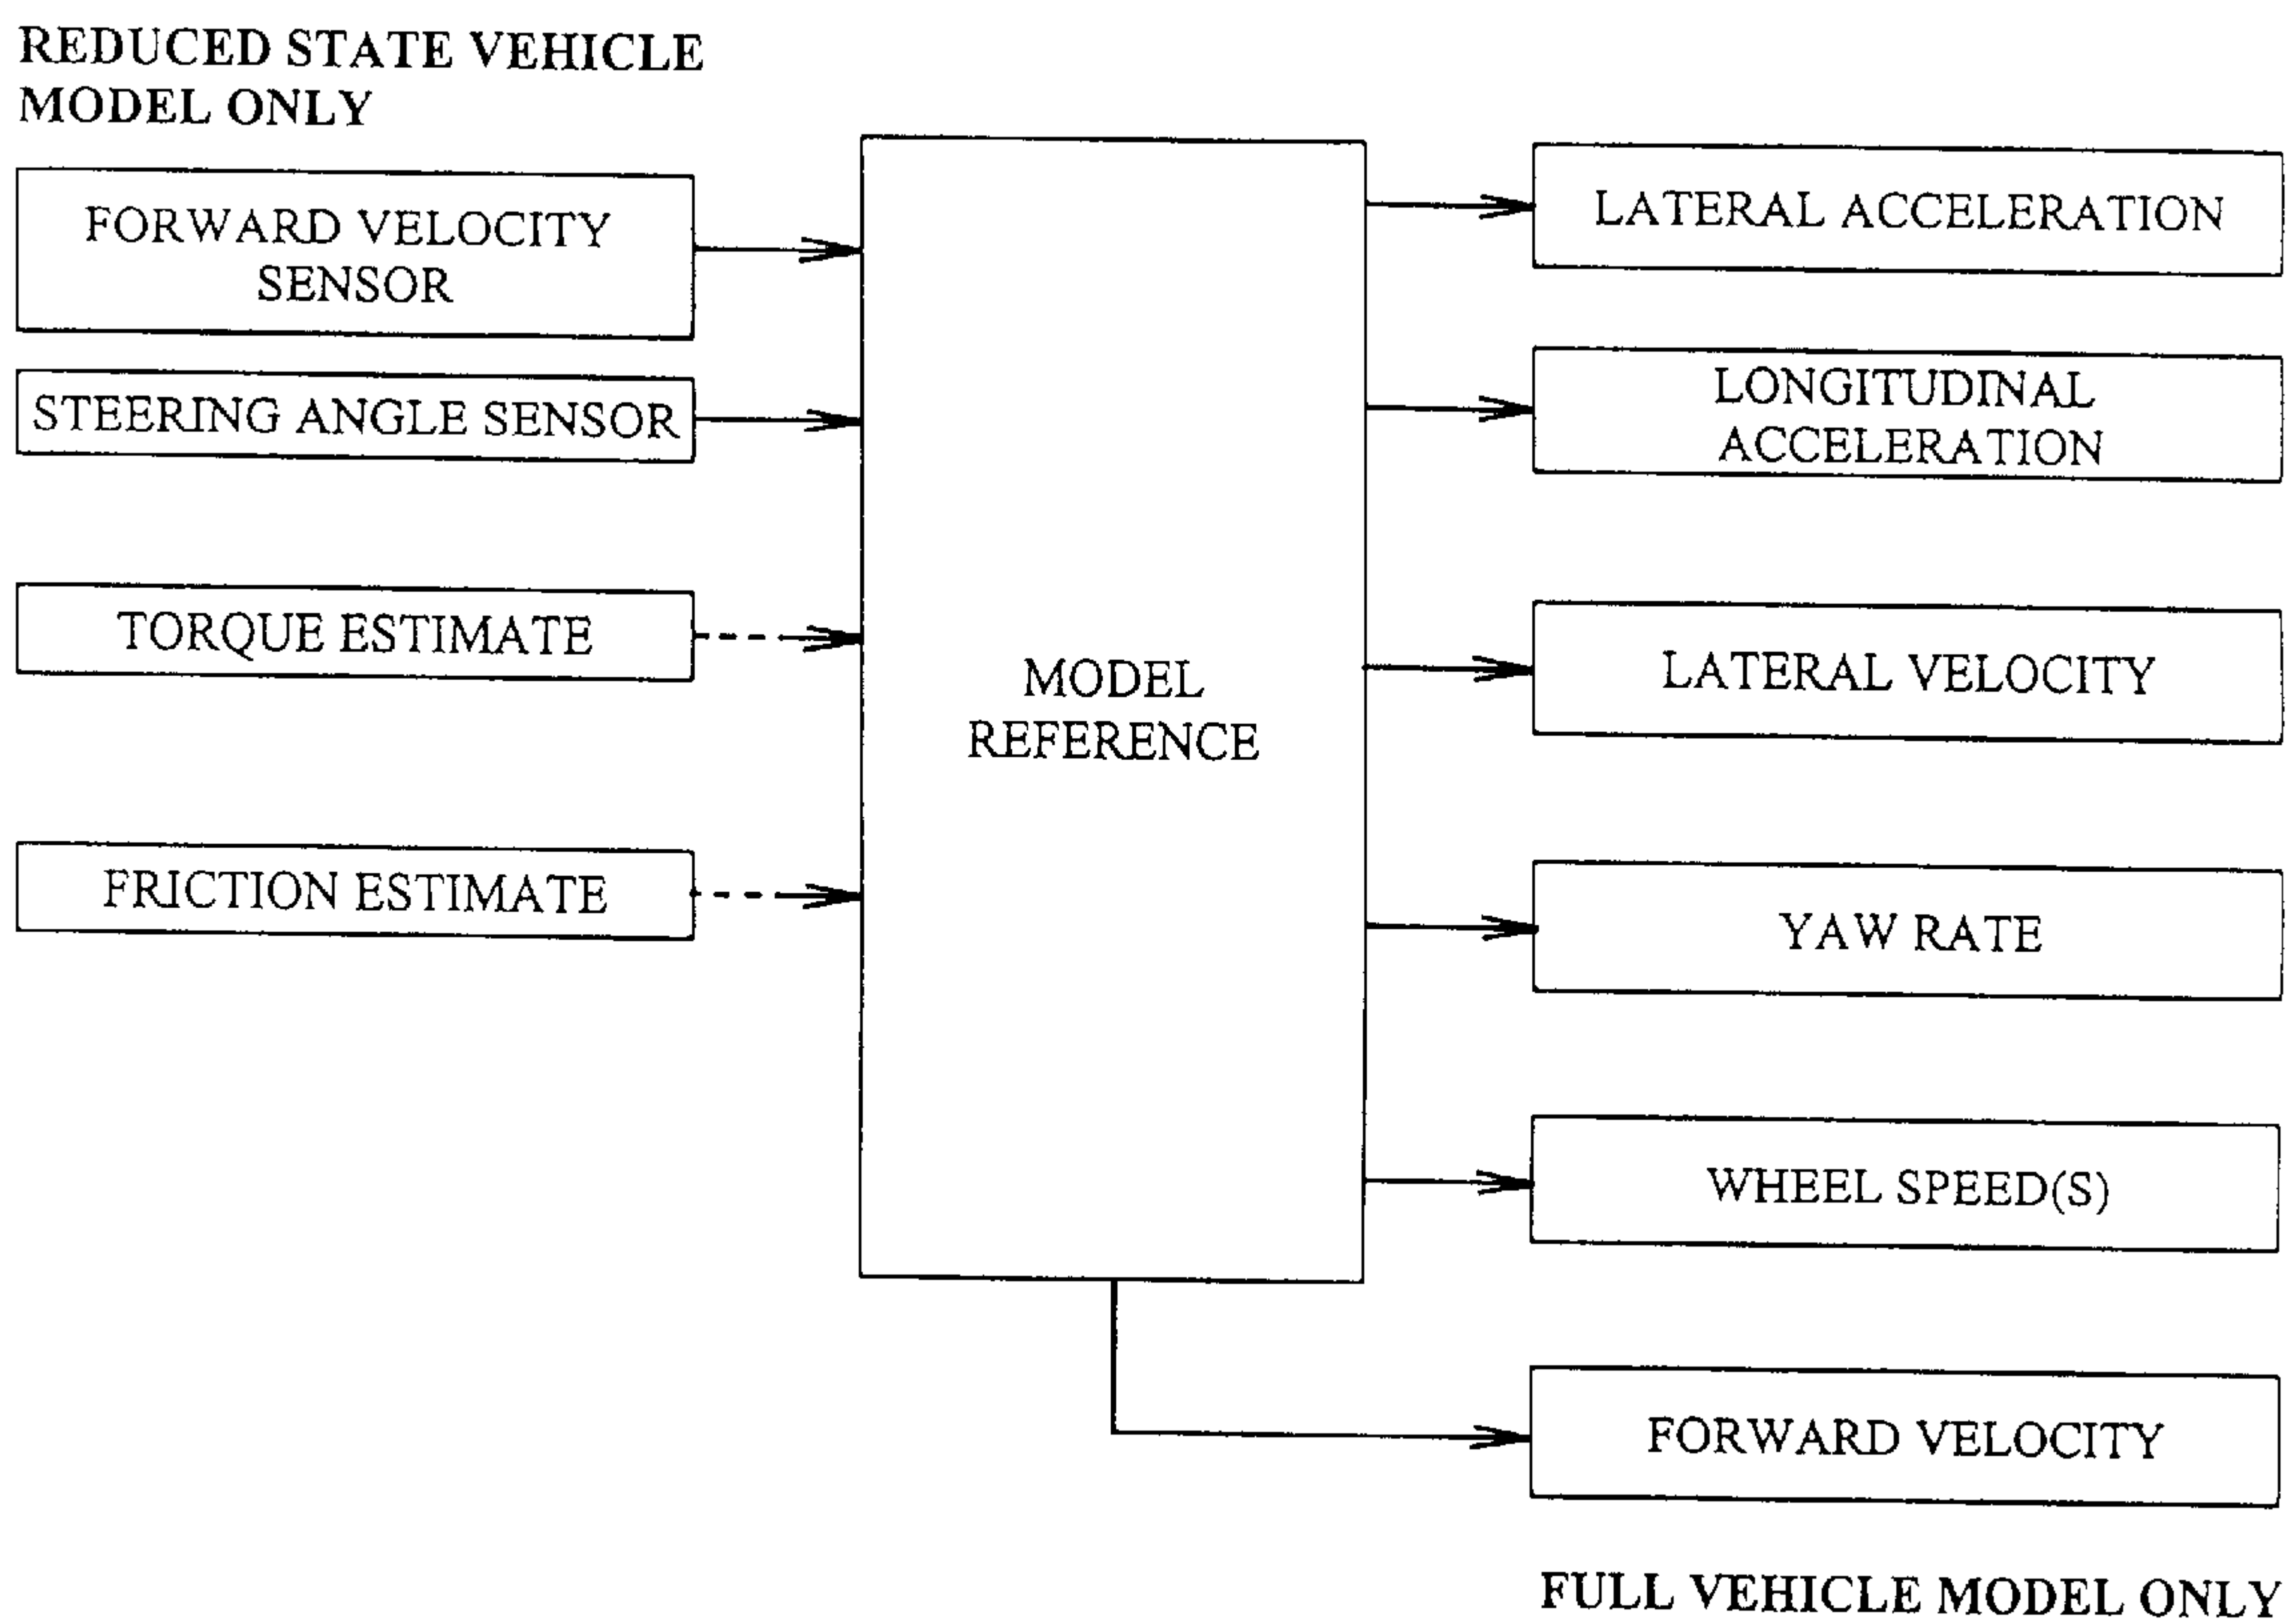 REDUCED STATE VEHICLE
MODEL ONLY
FORWARD VELOCITY
SENSOR
STEERING ANGLE SENSOR
TORQUE ESTIMATE
FRICTION ESTIMATE
MODEL
REFERENCE
LATERAL ACCELERATION
LONGITUDINAL
ACCELERATION
LATERAL VELOCITY
YAW RATE
WHEEL SPEED(S)
FORWARD VELOCITY
FULL VEHICLE MODEL ONLY